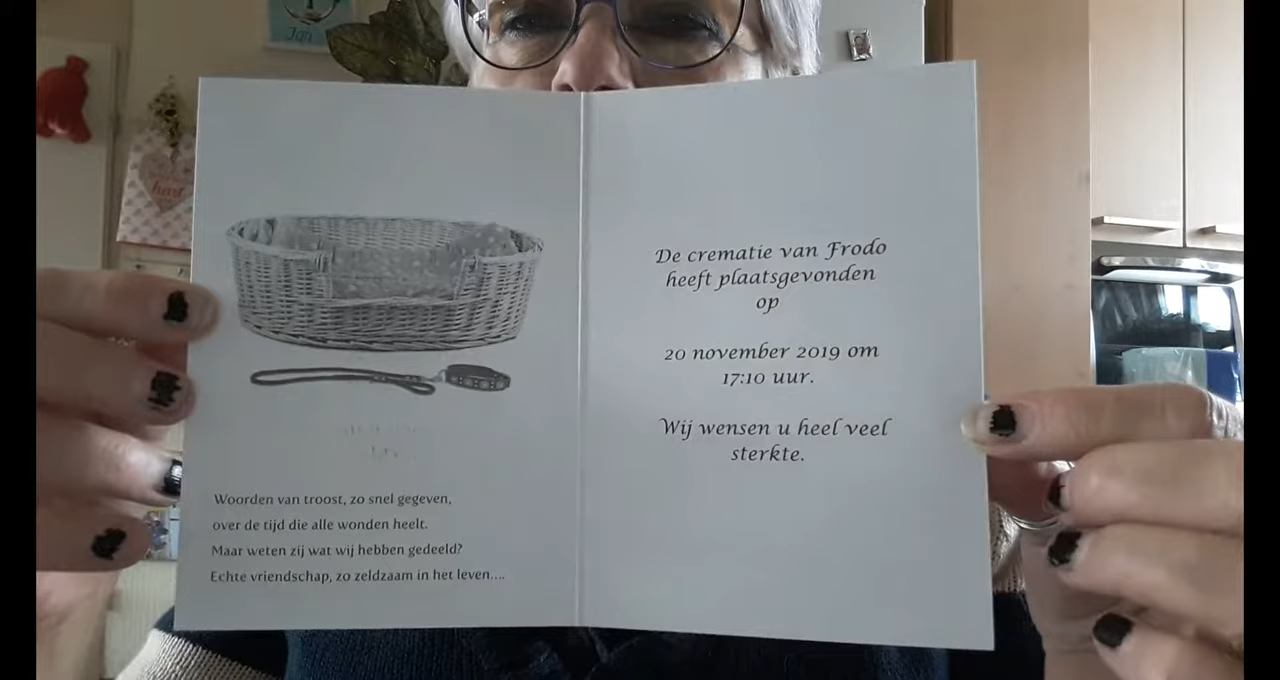 Jan
hart
Woorden van troost, zo snel gegeven,
over de tijd die alle wonden heelt.
Maar weten zij wat wij hebben gedeeld?
Echte vriendschap, zo zeldzaam in het leven....
De crematie van Frodo
heeft plaatsgevonden
op
20 november 2019 om
17:10 uur.
Wij wensen u heel veel
sterkte.